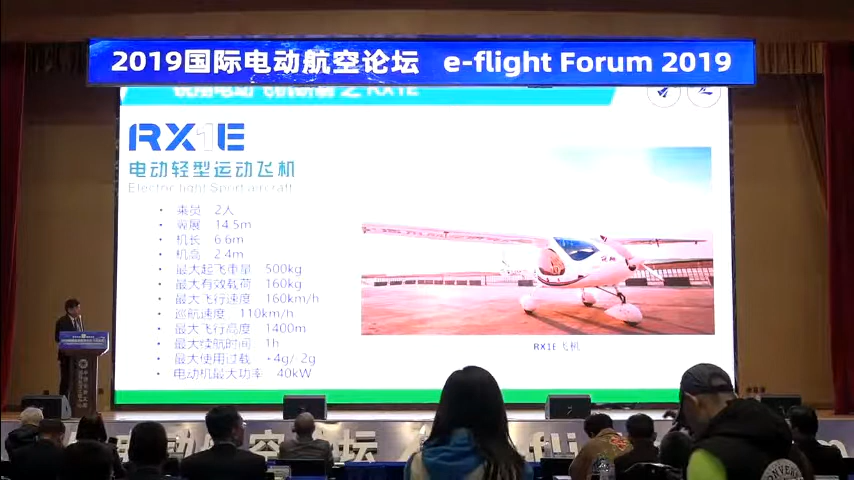 2019国际电动航空论坛 e-flight Forum 2019
RX1E
RX1E
电动轻型运动飞机
Electric light Sport aircraft
• 乘员 2人
• 翼展 14.5m
• 机长 6.6m
• 机高 2.4m
• 最大起飞重量 500kg
• 最大有效载荷 160kg
• 最大飞行速度 160km/h
• 巡航速度 110km/h
• 最大飞行高度 1400m
• 最大续航时间 1h
• 最大使用过载 +4g/-2g
• 电动机最大功率 40kW
RX1E 飞机